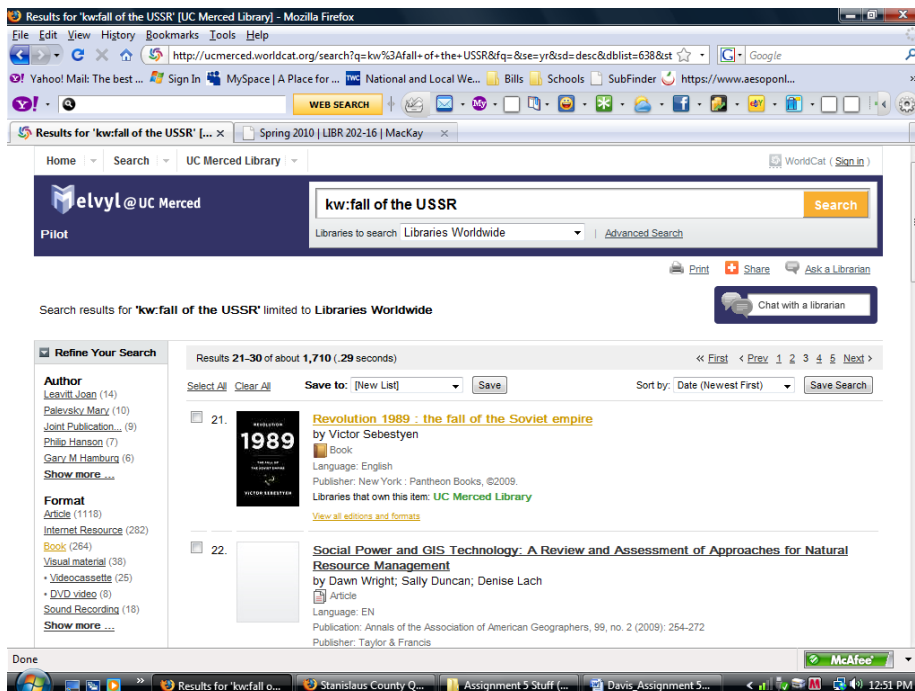 Results for 'kw:fall of the USSR' [UC Merced Library] - Mozilla Firefox
File Edit View History Bookmarks Tools Help
http://ucmerced.worldcat.org/search?q=kw%3Afall+of+the+USSR&fq=&se=yr&sd=desc&dblist=638&st
Google
Yahoo! Mail: The best ... Sign In MySpace | A Place for ... National and Local We... Bills Schools SubFinder https://www.aesoponl...
WEB SEARCH
Results for 'kw:fall of the USSR' [... Spring 2010 | LIBR 202-16 | MacKay
Home Search UC Merced Library WorldCat ( Sign in )
Melvyl @ UC Merced
kw:fall of the USSR Search
Pilot
Libraries to search Libraries Worldwide | Advanced Search
Print Share Ask a Librarian
Chat with a librarian
Search results for 'kw:fall of the USSR' limited to Libraries Worldwide
Refine Your Search
Results 21-30 of about 1,710 (.29 seconds) « First < Prev 1 2 3 4 5 Next >
Select All Clear All Save to: [New List] Save Sort by: Date (Newest First) Save Search
Author
Leavitt Joan (14)
Palevsky Mary (10)
Joint Publication... (9)
Philip Hanson (7)
Gary M Hamburg (6)
Show more ...
Format
Article (1118)
Internet Resource (282)
Book (264)
Visual material (38)
• Videocassette (25)
• DVD video (8)
Sound Recording (18)
Show more ...
21.
REVOLUTION
1989
THE FALL OF
THE SOVIET EMPIRE
VICTOR SEBESTYEN
Revolution 1989 : the fall of the Soviet empire
by Victor Sebestyen
Book
Language: English
Publisher: New York : Pantheon Books, ©2009.
Libraries that own this item: UC Merced Library
View all editions and formats
22.
Social Power and GIS Technology: A Review and Assessment of Approaches for Natural
Resource Management
by Dawn Wright; Sally Duncan; Denise Lach
Article
Language: EN
Publication: Annals of the Association of American Geographers, 99, no. 2 (2009): 254-272
Publisher: Taylor & Francis
Done
McAfee
Results for 'kw:fall o... Stanislaus County Q... Assignment 5 Stuff (... Davis_Assignment 5... 12:51 PM